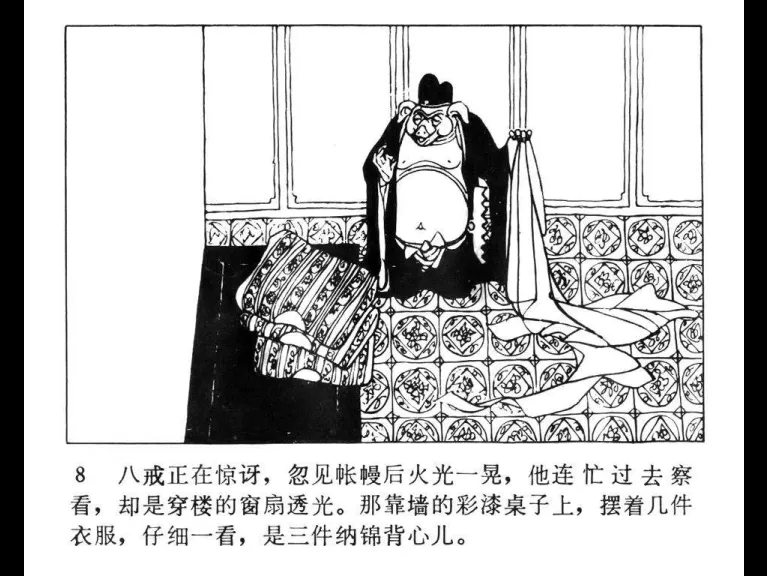 8 八戒正在惊讶，忽见帐幔后火光一晃，他连忙过去察
看，却是穿楼的窗扇透光。那靠墙的彩漆桌子上，摆着几件
衣服，仔细一看，是三件纳锦背心儿。